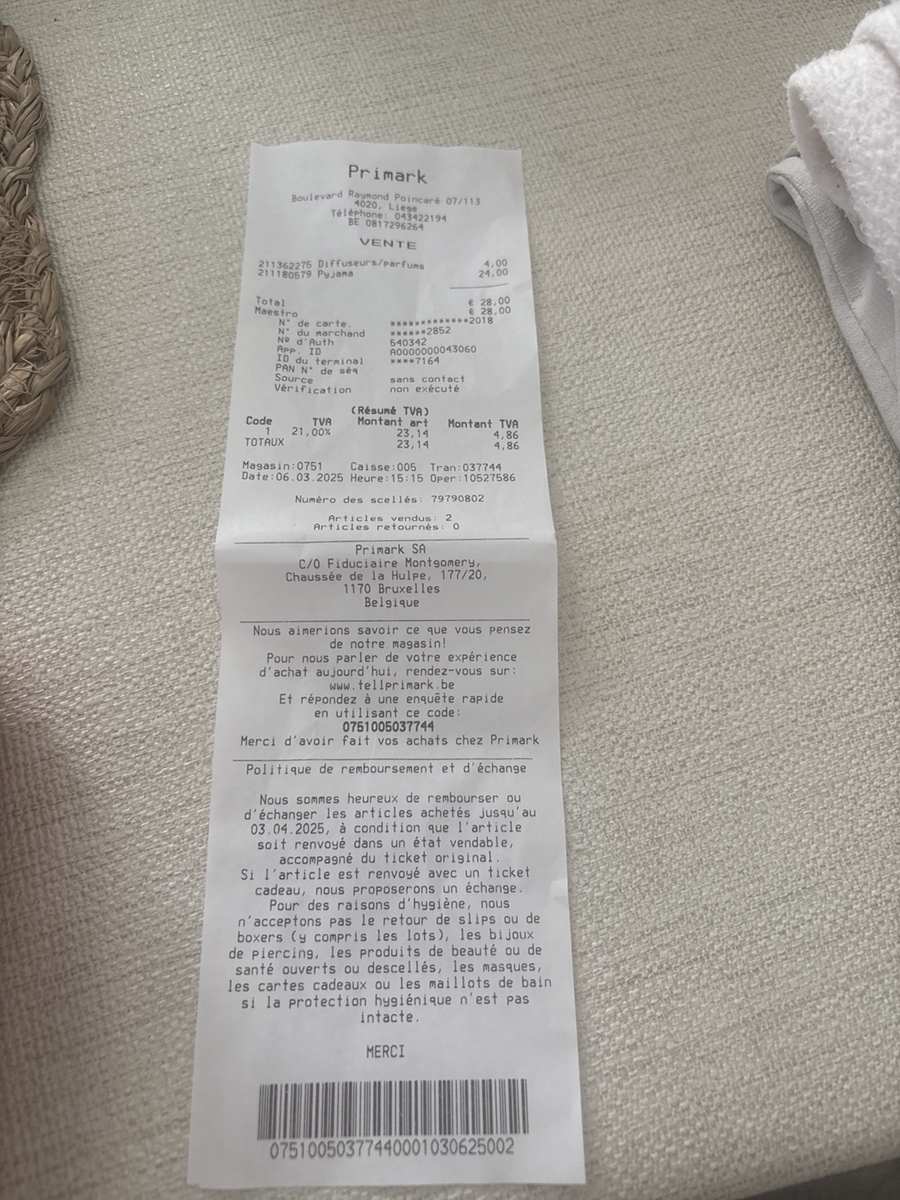 Primark
Boulevard Raymond Poincaré 07/113
4020, Liege
Téléphone: 043422194
BE 0817296264
VENTE
211362275 Diffuseurs/parfums 4,00
211180579 Pyjama 24,00
Total € 28,00
Maestro € 28,00
N° de carte. ************2018
N° du marchand ******2852
Nº d'Auth 540342
App. ID A0000000043060
ID du terminal ****7164
PAN N° de séq
Source sans contact
Vérification non exécuté
(Résumé TVA)
Code TVA Montant art Montant TVA
1 21,00% 23,14 4,86
TOTAUX 23,14 4,86
Magasin:0751 Caisse:005 Tran:037744
Date:06.03.2025 Heure:15:15 Oper:10527586
Numéro des scellés: 79790802
Articles vendus: 2
Articles retournés: 0
Primark SA
C/O Fiduciaire Montgomery,
Chaussée de la Hulpe, 177/20,
1170 Bruxelles
Belgique
Nous aimerions savoir ce que vous pensez
de notre magasin!
Pour nous parler de votre expérience
d'achat aujourd'hui, rendez-vous sur:
www.tellprimark.be
Et répondez à une enquête rapide
en utilisant ce code:
0751005037744
Merci d'avoir fait vos achats chez Primark
Politique de remboursement et d'échange
Nous sommes heureux de rembourser ou
d'échanger les articles achetés jusqu'au
03.04.2025, à condition que l'article
soit renvoyé dans un état vendable,
accompagné du ticket original.
Si l'article est renvoyé avec un ticket
cadeau, nous proposerons un échange.
Pour des raisons d'hygiène, nous
n'acceptons pas le retour de slips ou de
boxers (y compris les lots), les bijoux
de piercing, les produits de beauté ou de
santé ouverts ou descellés, les masques,
les cartes cadeaux ou les maillots de bain
si la protection hygiénique n'est pas
intacte.
MERCI
0751005037744000103062​5002